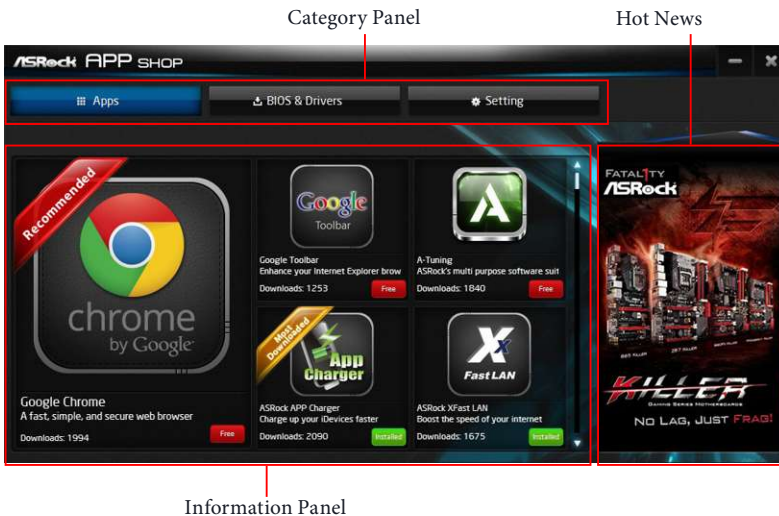 Category Panel
Hot News
ASRock APP SHOP
Apps
BIOS & Drivers
Setting
Recommended
chrome
by Google
Google Chrome
A fast, simple, and secure web browser
Downloads: 1994
Free
Google
Toolbar
Google Toolbar
Enhance your Internet Explorer brow
Downloads: 1253
Free
A-Tuning
ASRock's multi purpose software suit
Downloads: 1840
Free
Most
Downloaded
App
Charger
ASRock APP Charger
Charge up your iDevices faster
Downloads: 2090
Installed
Fast LAN
ASRock XFast LAN
Boost the speed of your internet
Downloads: 1675
Installed
FATAL1TY
ASRock
KILLER
GAMING SERIES MOTHERBOARDS
NO LAG, JUST FRAG!
Information Panel